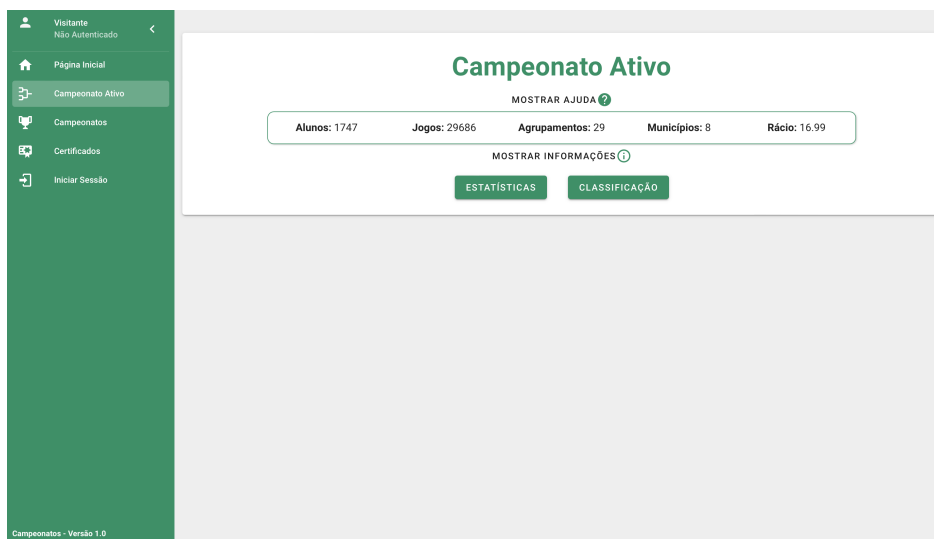 Visitante
Não Autenticado
Página Inicial
Campeonato Ativo
Campeonatos
Certificados
Iniciar Sessão
Campeonatos - Versão 1.0
Campeonato Ativo
MOSTRAR AJUDA
Alunos: 1747 Jogos: 29686 Agrupamentos: 29 Municípios: 8 Rácio: 16.99
MOSTRAR INFORMAÇÕES
ESTATÍSTICAS CLASSIFICAÇÃO